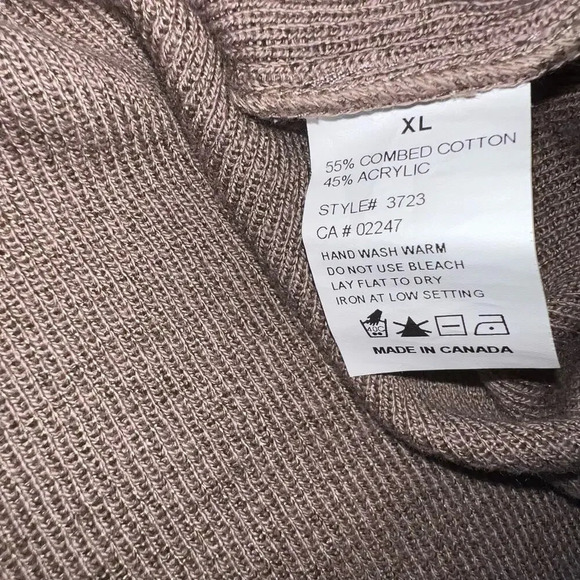 XL
55% COMBED COTTON
45% ACRYLIC
STYLE# 3723
CA # 02247
HAND WASH WARM
DO NOT USE BLEACH
LAY FLAT TO DRY
IRON AT LOW SETTING
40C
MADE IN CANADA